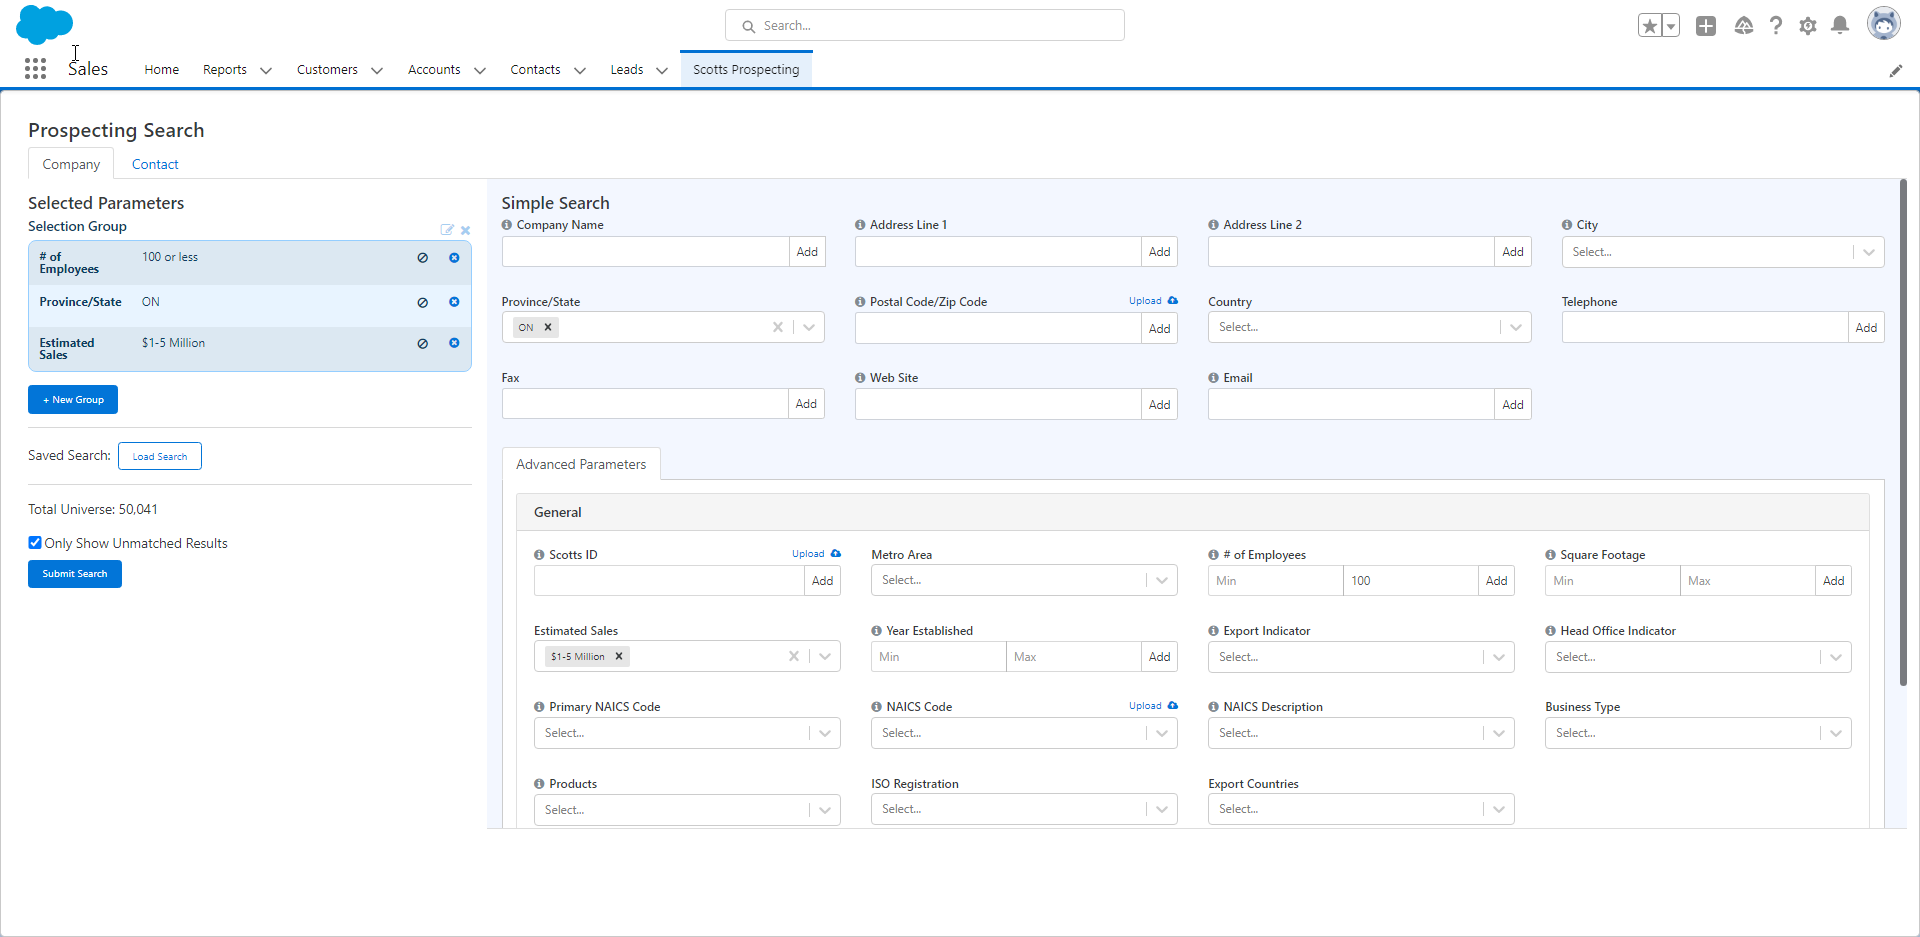 Search...
Sales
Home
Reports
Customers
Accounts
Contacts
Leads
Scotts Prospecting
Prospecting Search
Company
Contact
Selected Parameters
Selection Group
# of Employees
100 or less
Province/State
ON
Estimated Sales
$1-5 Million
+ New Group
Saved Search:
Load Search
Total Universe: 50,041
Only Show Unmatched Results
Submit Search
Simple Search
Company Name
Add
Address Line 1
Add
Address Line 2
Add
City
Select...
Province/State
ON
Postal Code/Zip Code
Upload
Add
Country
Select...
Telephone
Add
Fax
Add
Web Site
Add
Email
Add
Advanced Parameters
General
Scotts ID
Upload
Add
Metro Area
Select...
# of Employees
Min
100
Add
Square Footage
Min
Max
Add
Estimated Sales
$1-5 Million
Year Established
Min
Max
Add
Export Indicator
Select...
Head Office Indicator
Select...
Primary NAICS Code
Select...
NAICS Code
Upload
Select...
NAICS Description
Select...
Business Type
Select...
Products
Select...
ISO Registration
Select...
Export Countries
Select...